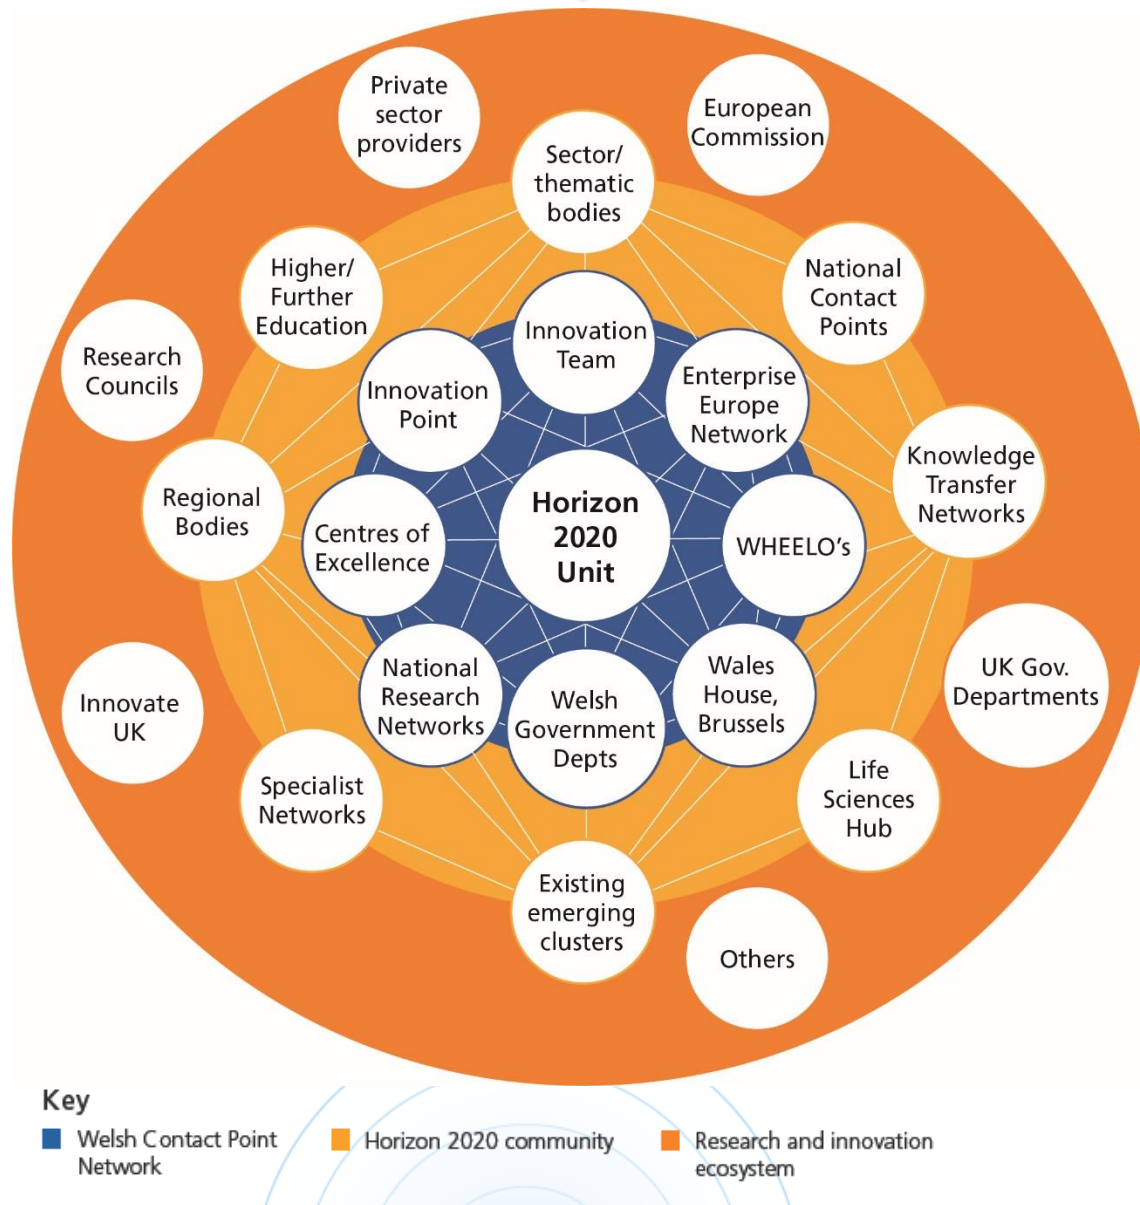 Private
sector
providers
European
Commission
Sector/
thematic
bodies
Higher/
Further
Education
National
Contact
Points
Research
Councils
Innovation
Team
Innovation
Point
Enterprise
Europe
Network
Regional
Bodies
Centres of
Excellence
Horizon
2020
Unit
WHEELO's
Knowledge
Transfer
Networks
Innovate
UK
National
Research
Networks
Welsh
Government
Depts
Wales
House,
Brussels
UK Gov.
Departments
Specialist
Networks
Life
Sciences
Hub
Existing
emerging
clusters
Others
Key
Welsh Contact Point
Network
Horizon 2020 community
Research and innovation
ecosystem